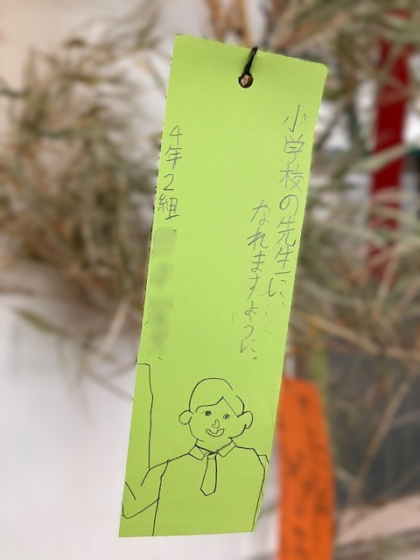 小学校の先生に、
なれますように。
4年2組